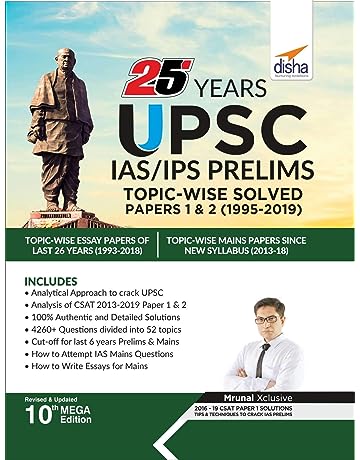 disha
Nurturing ambitions
25 YEARS
UPSC
IAS/IPS PRELIMS
TOPIC-WISE SOLVED
PAPERS 1 & 2 (1995-2019)
TOPIC-WISE ESSAY PAPERS OF
LAST 26 YEARS (1993-2018)
TOPIC-WISE MAINS PAPERS SINCE
NEW SYLLABUS (2013-18)
INCLUDES
• Analytical Approach to crack UPSC
• Analysis of CSAT 2013-2019 Paper 1 & 2
• 100% Authentic and Detailed Solutions
• 4260+ Questions divided into 52 topics
• Cut-off for last 6 years Prelims & Mains
• How to Attempt IAS Mains Questions
• How to Write Essays for Mains
Revised & Updated
10th MEGA
Edition
Mrunal Xclusive
2016 - 19 CSAT PAPER 1 SOLUTIONS
TIPS & TECHNIQUES TO CRACK IAS PRELIMS